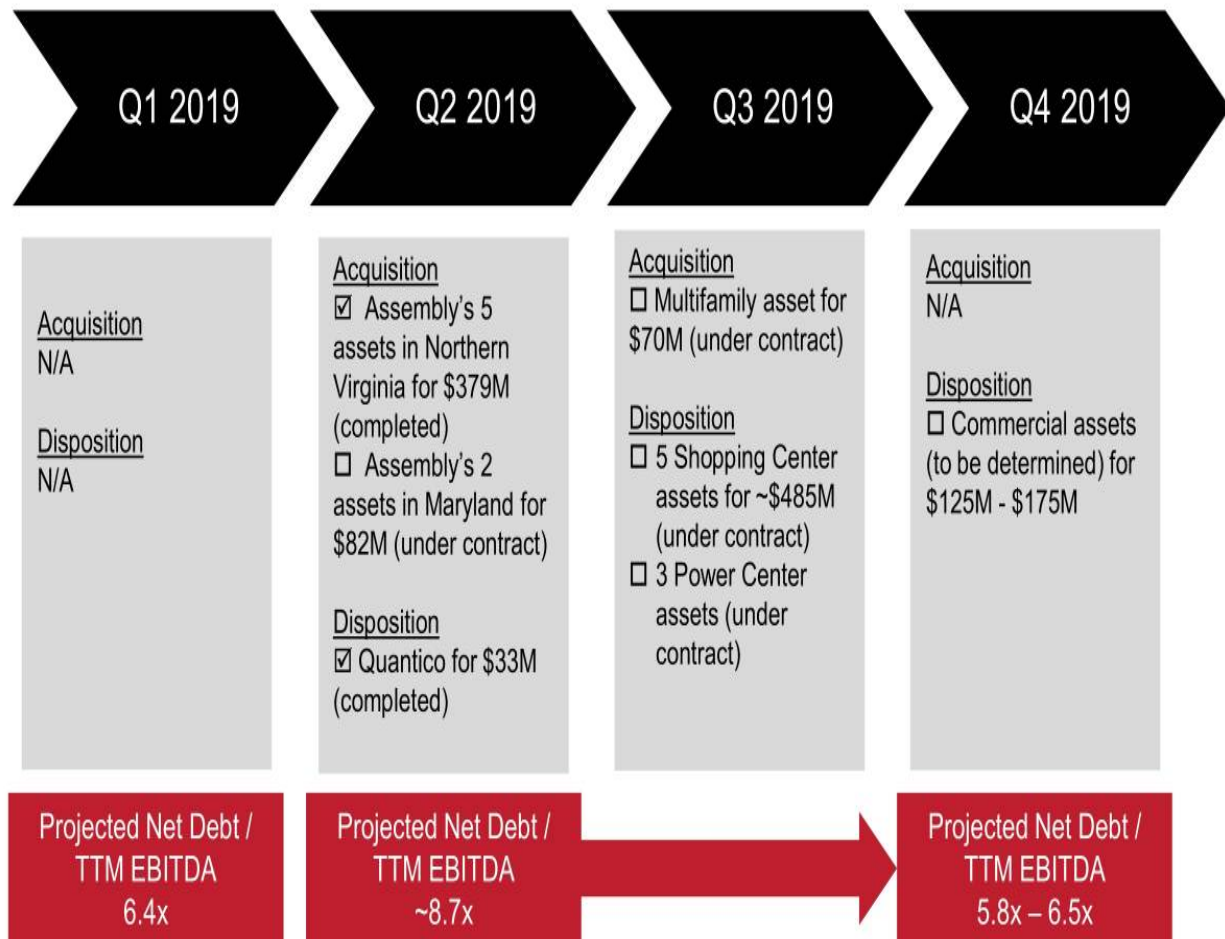 Q1 2019
Q2 2019
Q3 2019
Q4 2019
Acquisition
N/A
Disposition
N/A
Acquisition
☑ Assembly's 5
assets in Northern
Virginia for $379M
(completed)
☐ Assembly's 2
assets in Maryland for
$82M (under contract)
Disposition
☑ Quantico for $33M
(completed)
Acquisition
☐ Multifamily asset for
$70M (under contract)
Disposition
☐ 5 Shopping Center
assets for ~$485M
(under contract)
☐ 3 Power Center
assets (under
contract)
Acquisition
N/A
Disposition
☐ Commercial assets
(to be determined) for
$125M - $175M
Projected Net Debt /
TTM EBITDA
6.4x
Projected Net Debt /
TTM EBITDA
~8.7x
Projected Net Debt /
TTM EBITDA
5.8x – 6.5x